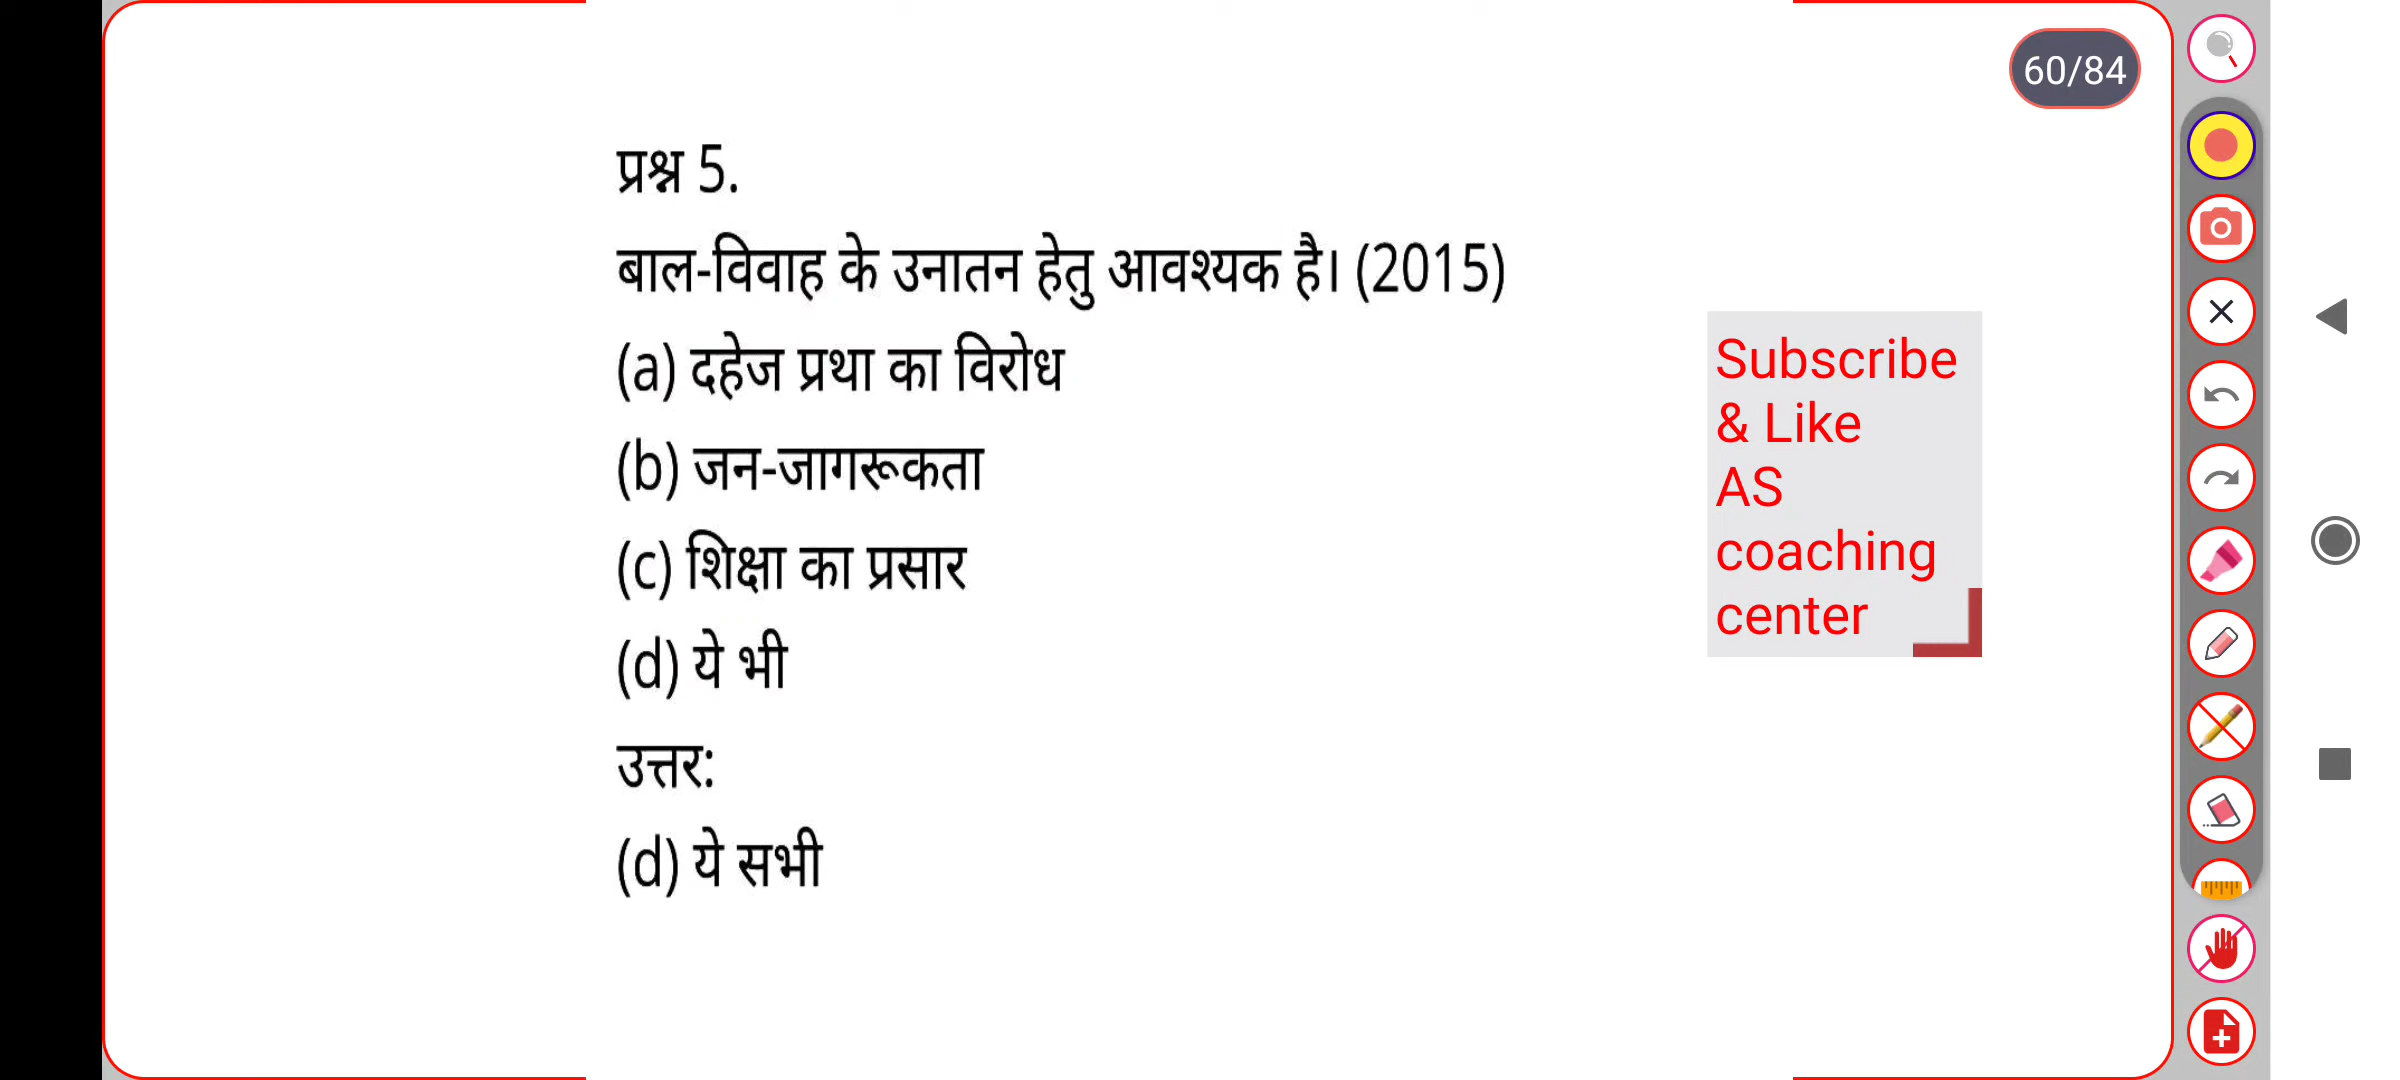 60/84
प्रश्न 5.
बाल-विवाह के उनातन हेतु आवश्यक है। (2015)
(a) दहेज प्रथा का विरोध
(b) जन-जागरूकता
(c) शिक्षा का प्रसार
(d) ये भी
उत्तर:
(d) ये सभी
Subscribe
& Like
AS
coaching
center